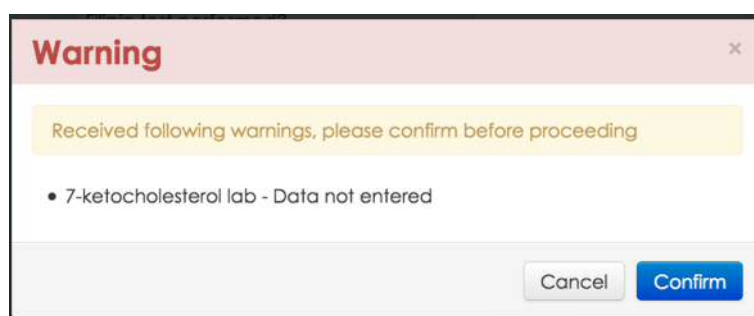 Warning
×
Received following warnings, please confirm before proceeding
• 7-ketocholesterol lab - Data not entered
Cancel Confirm